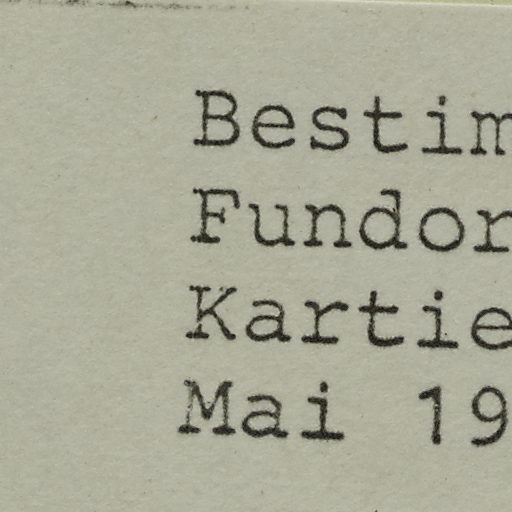 Bestim
Fundor
Kartie
Mai 19